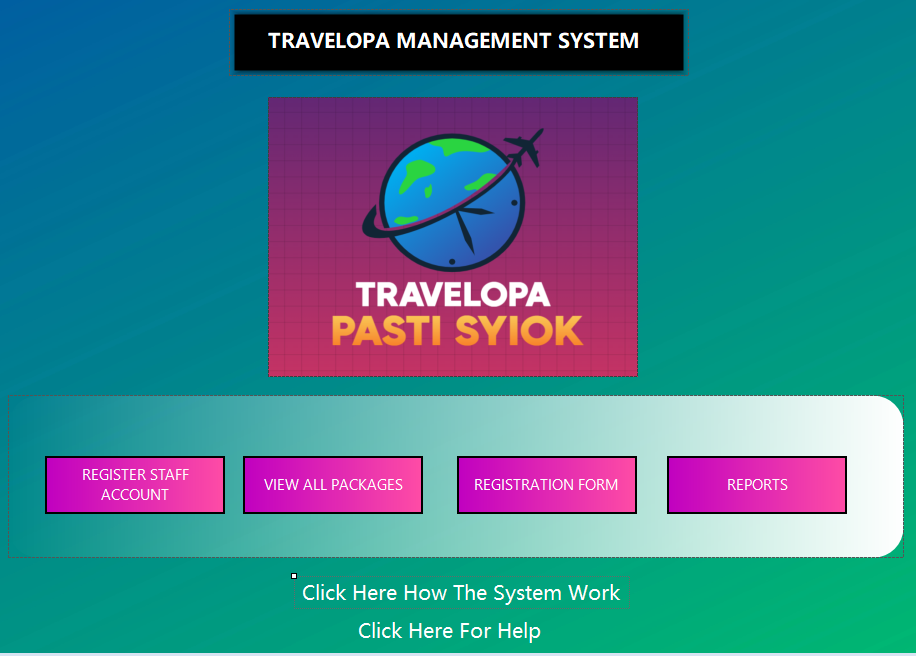 TRAVELOPA MANAGEMENT SYSTEM
TRAVELOPA
PASTI SYIOK
REGISTER STAFF
ACCOUNT
VIEW ALL PACKAGES
REGISTRATION FORM
REPORTS
Click Here How The System Work
Click Here For Help